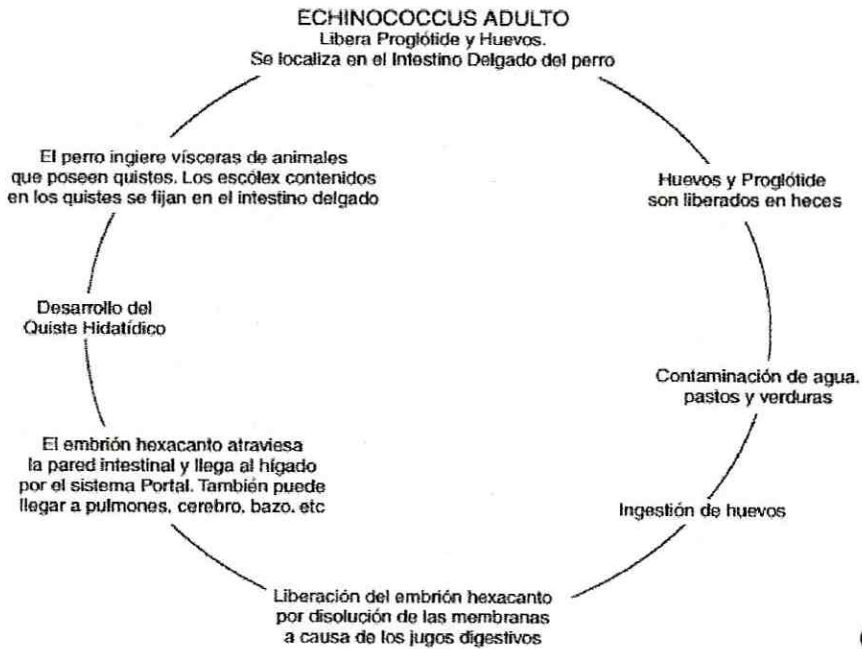 ECHINOCOCCUS ADULTO
Libera Proglótide y Huevos.
Se localiza en el Intestino Delgado del perro
Huevos y Proglótide
son liberados en heces
Contaminación de agua.
pastos y verduras
Ingestión de huevos
Liberación del embrión hexacanto
por disolución de las membranas
a causa de los jugos digestivos
El embrión hexacanto atraviesa
la pared intestinal y llega al hígado
por el sistema Portal. También puede
llegar a pulmones, cerebro, bazo. etc
Desarrollo del
Quiste Hidatídico
El perro ingiere vísceras de animales
que poseen quistes. Los escólex contenidos
en los quistes se fijan en el intestino delgado